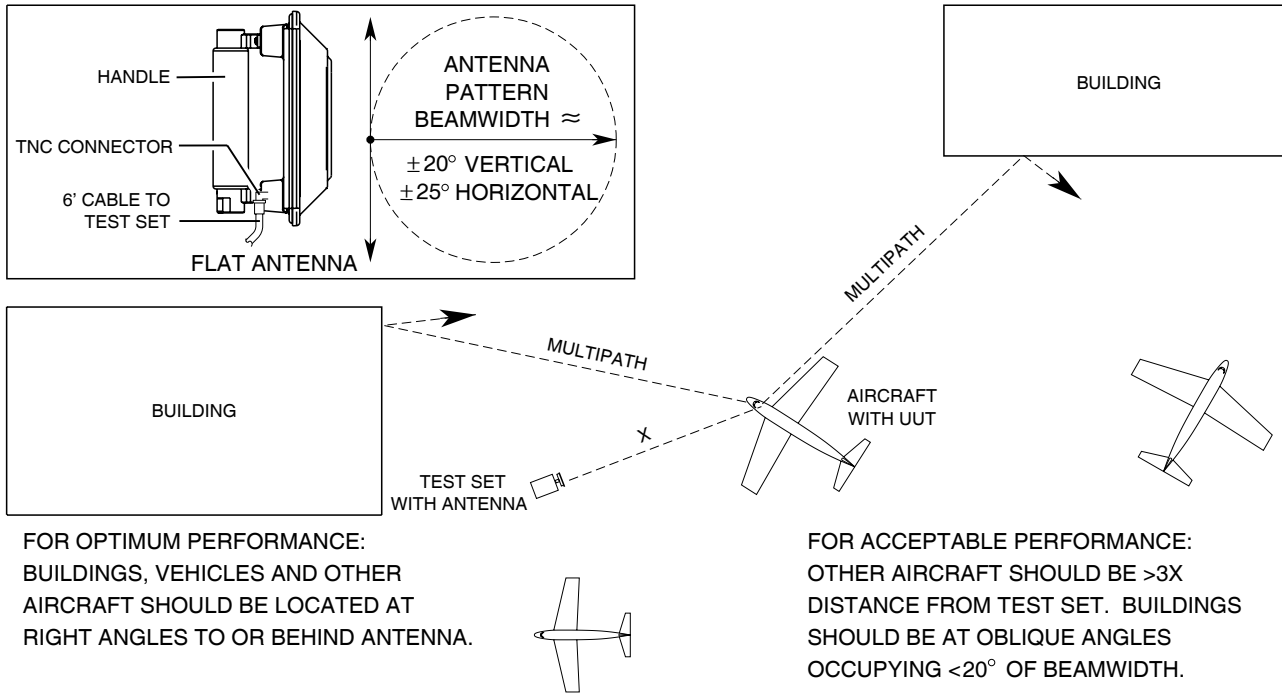 HANDLE
TNC CONNECTOR
6’ CABLE TO
TEST SET
FLAT ANTENNA
ANTENNA
PATTERN
BEAMWIDTH ≈
±20° VERTICAL
±25° HORIZONTAL
BUILDING
MULTIPATH
BUILDING
MULTIPATH
X
AIRCRAFT
WITH UUT
TEST SET
WITH ANTENNA
FOR OPTIMUM PERFORMANCE:
BUILDINGS, VEHICLES AND OTHER
AIRCRAFT SHOULD BE LOCATED AT
RIGHT ANGLES TO OR BEHIND ANTENNA.
FOR ACCEPTABLE PERFORMANCE:
OTHER AIRCRAFT SHOULD BE >3X
DISTANCE FROM TEST SET. BUILDINGS
SHOULD BE AT OBLIQUE ANGLES
OCCUPYING <20° OF BEAMWIDTH.